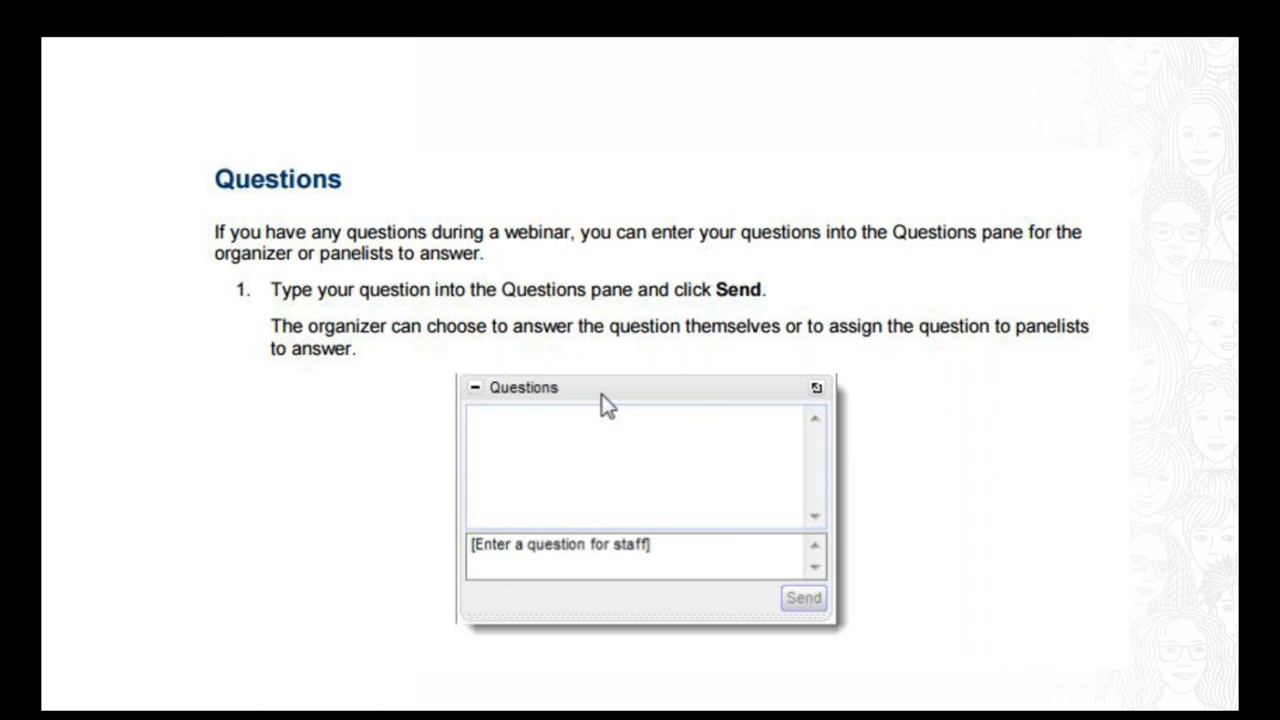 Questions
If you have any questions during a webinar, you can enter your questions into the Questions pane for the
organizer or panelists to answer.
1. Type your question into the Questions pane and click Send.
The organizer can choose to answer the question themselves or to assign the question to panelists
to answer.
Questions
[Enter a question for staff]
Send